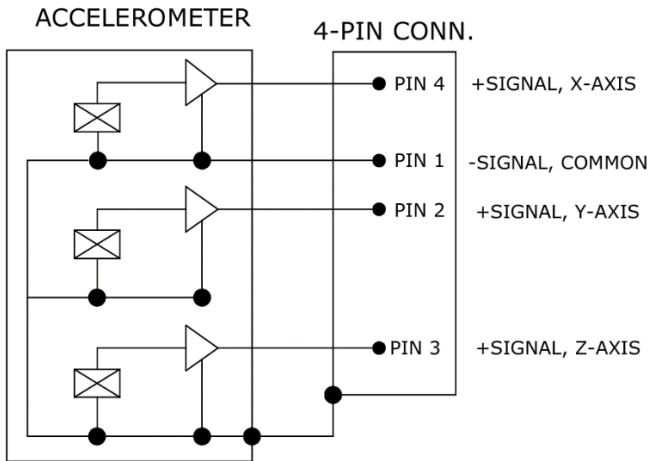 ACCELEROMETER
4-PIN CONN.
PIN 4 +SIGNAL, X-AXIS
PIN 1 -SIGNAL, COMMON
PIN 2 +SIGNAL, Y-AXIS
PIN 3 +SIGNAL, Z-AXIS